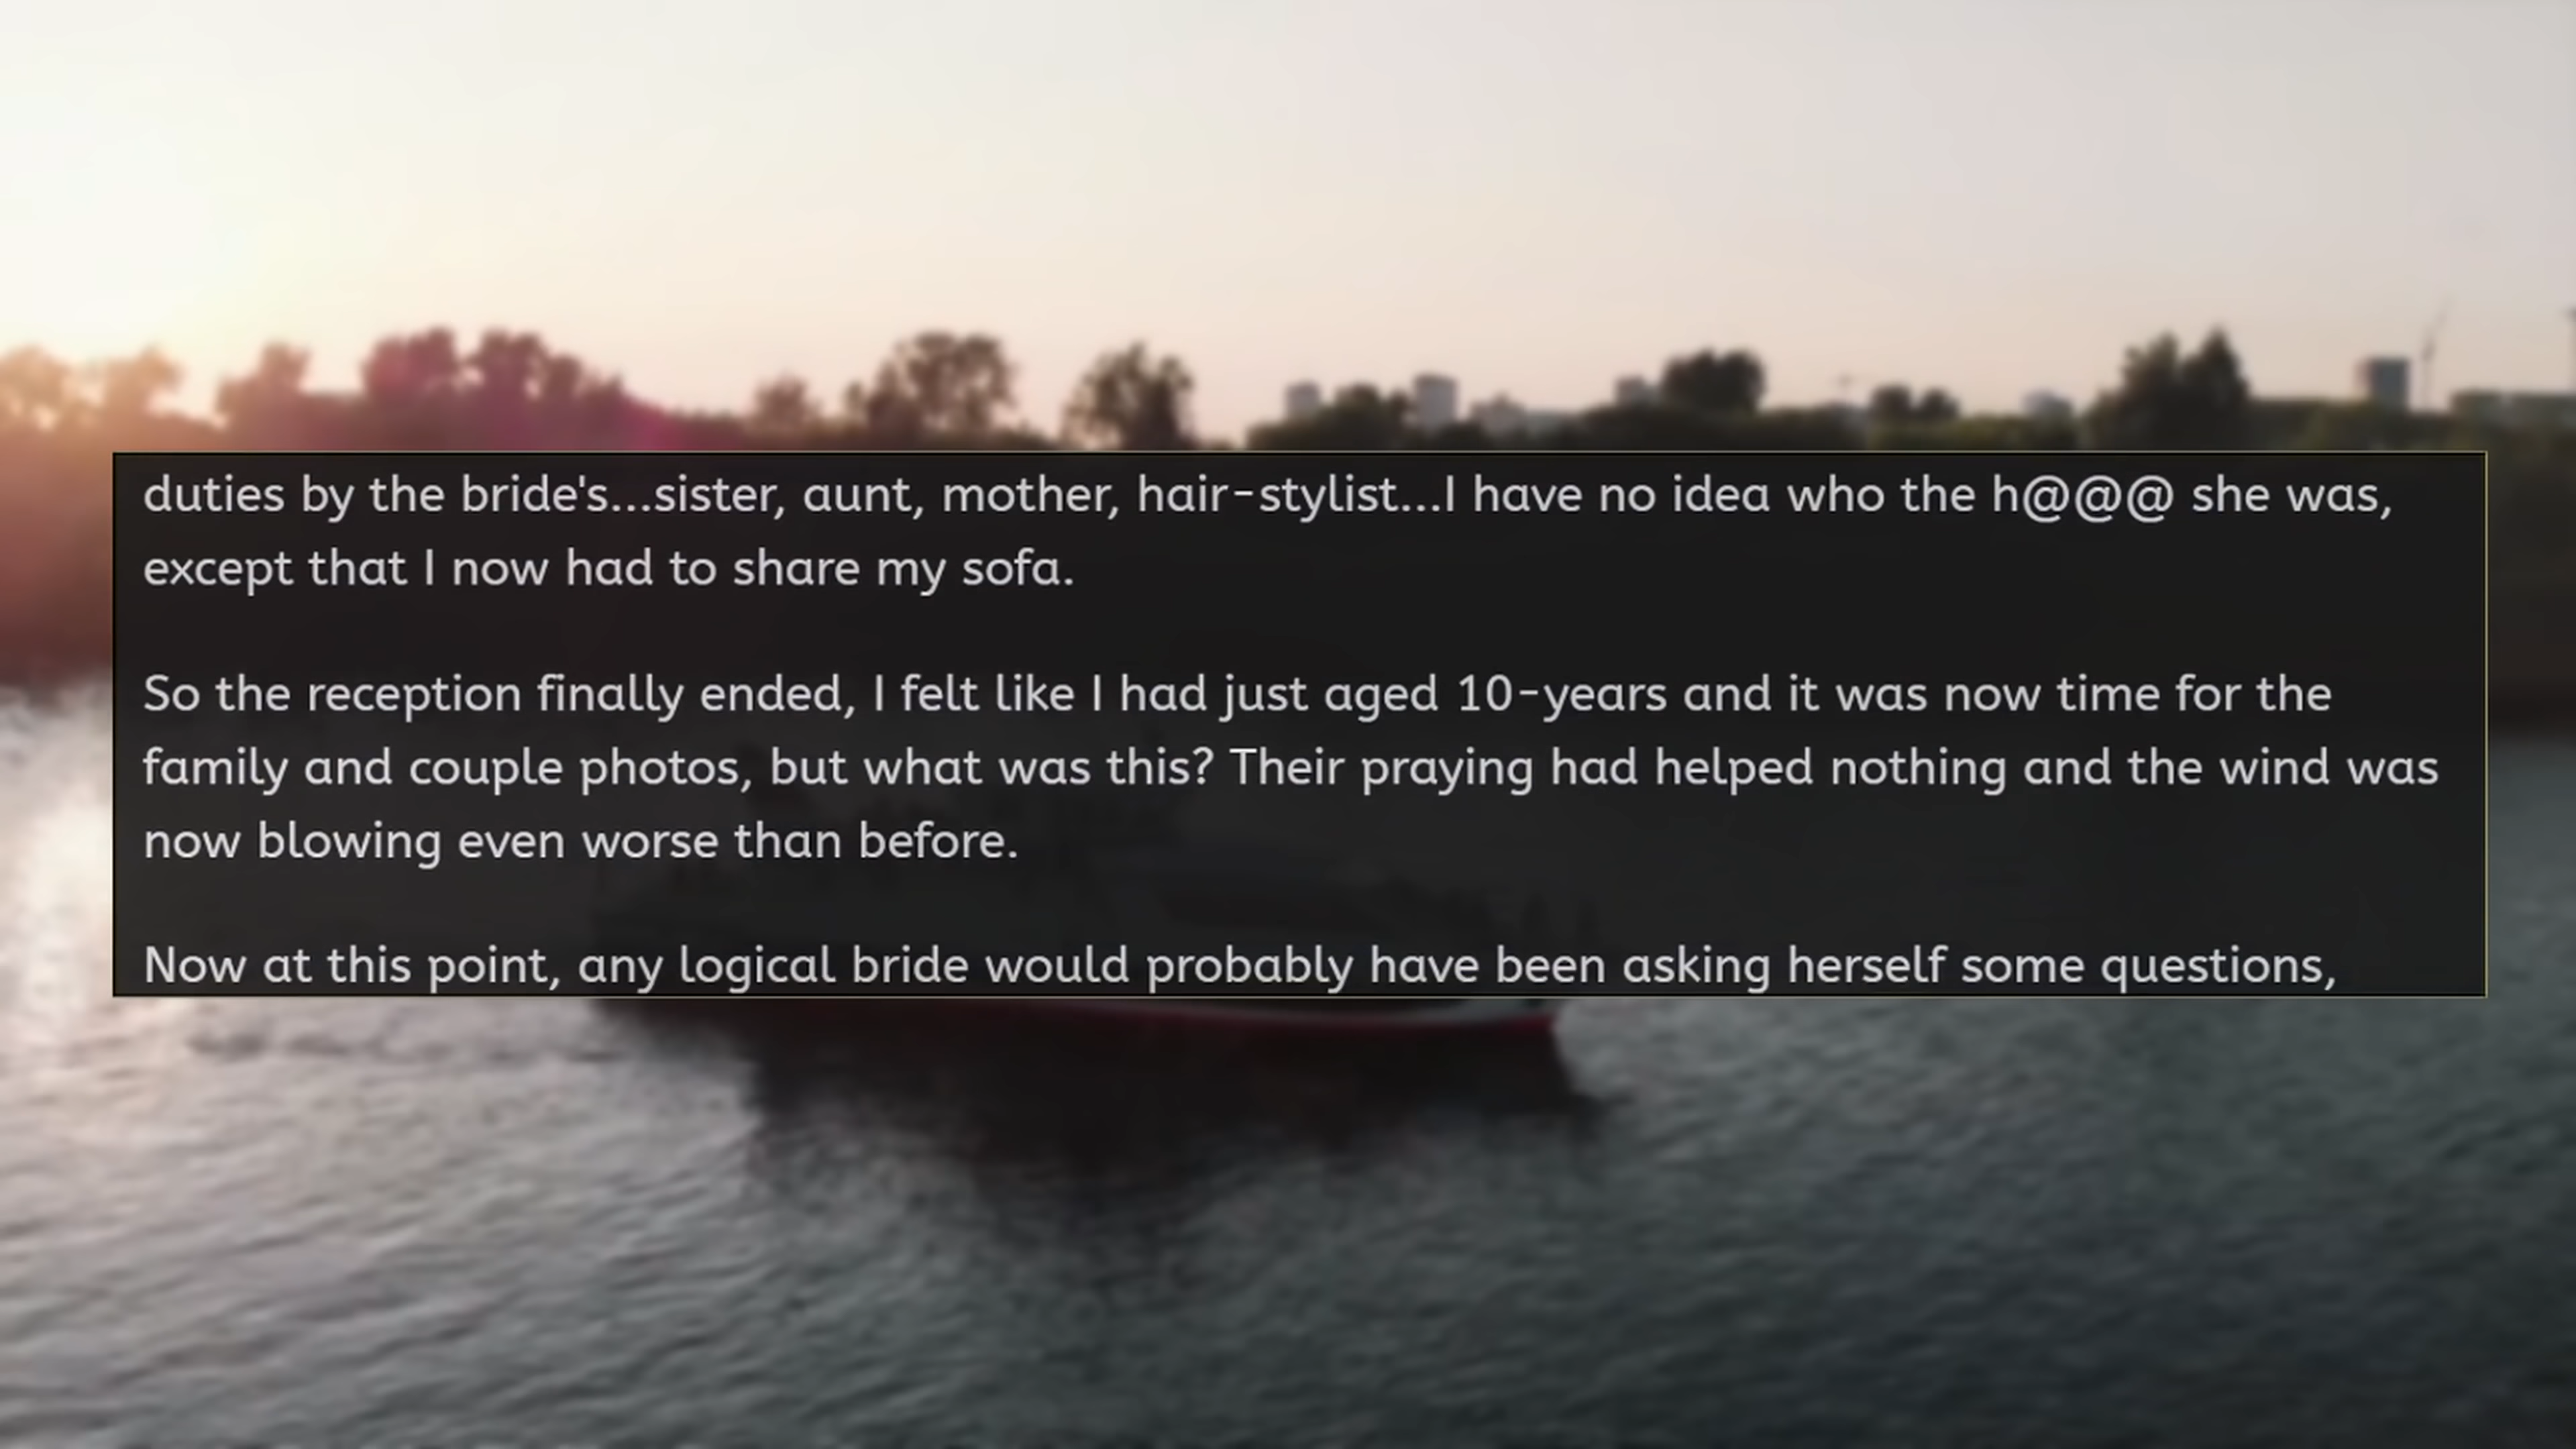 duties by the bride's...sister, aunt, mother, hair-stylist...I have no idea who the h@@@ she was,
except that I now had to share my sofa.
So the reception finally ended, I felt like I had just aged 10-years and it was now time for the
family and couple photos, but what was this? Their praying had helped nothing and the wind was
now blowing even worse than before.
Now at this point, any logical bride would probably have been asking herself some questions,